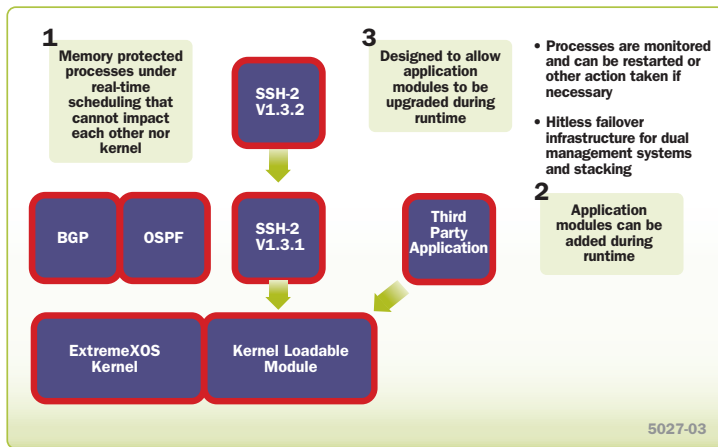 1
Memory protected
processes under
real-time
scheduling that
cannot impact
each other nor
kernel
SSH-2
V1.3.2
3
Designed to allow
application
modules to be
upgraded during
runtime
• Processes are monitored
and can be restarted or
other action taken if
necessary
• Hitless failover
infrastructure for dual
management systems
and stacking
2
Application
modules can be
added during
runtime
BGP
OSPF
SSH-2
V1.3.1
Third
Party
Application
ExtremeXOS
Kernel
Kernel Loadable
Module
5027-03